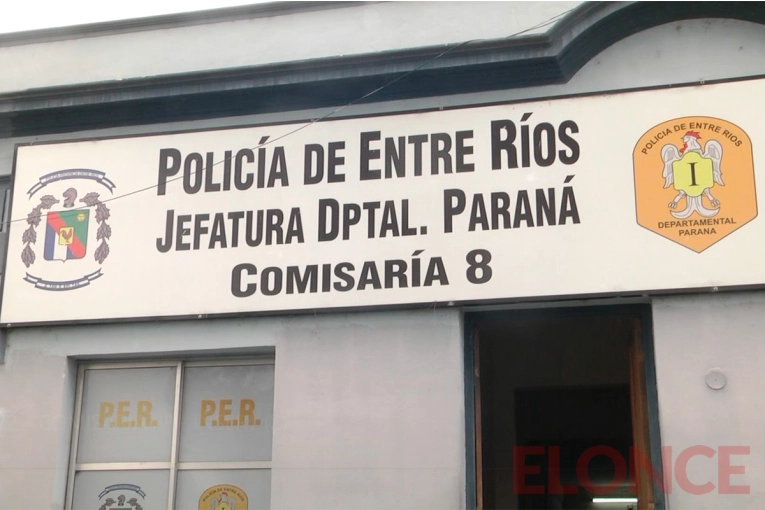 POLICÍA DE ENTRE RÍOS
JEFATURA DPTAL. PARANÁ
COMISARÍA 8
POLICIA DE ENTRE RIOS
I
DEPARTAMENTAL
PARANA
P.E.R. P.E.R.
ELONCE